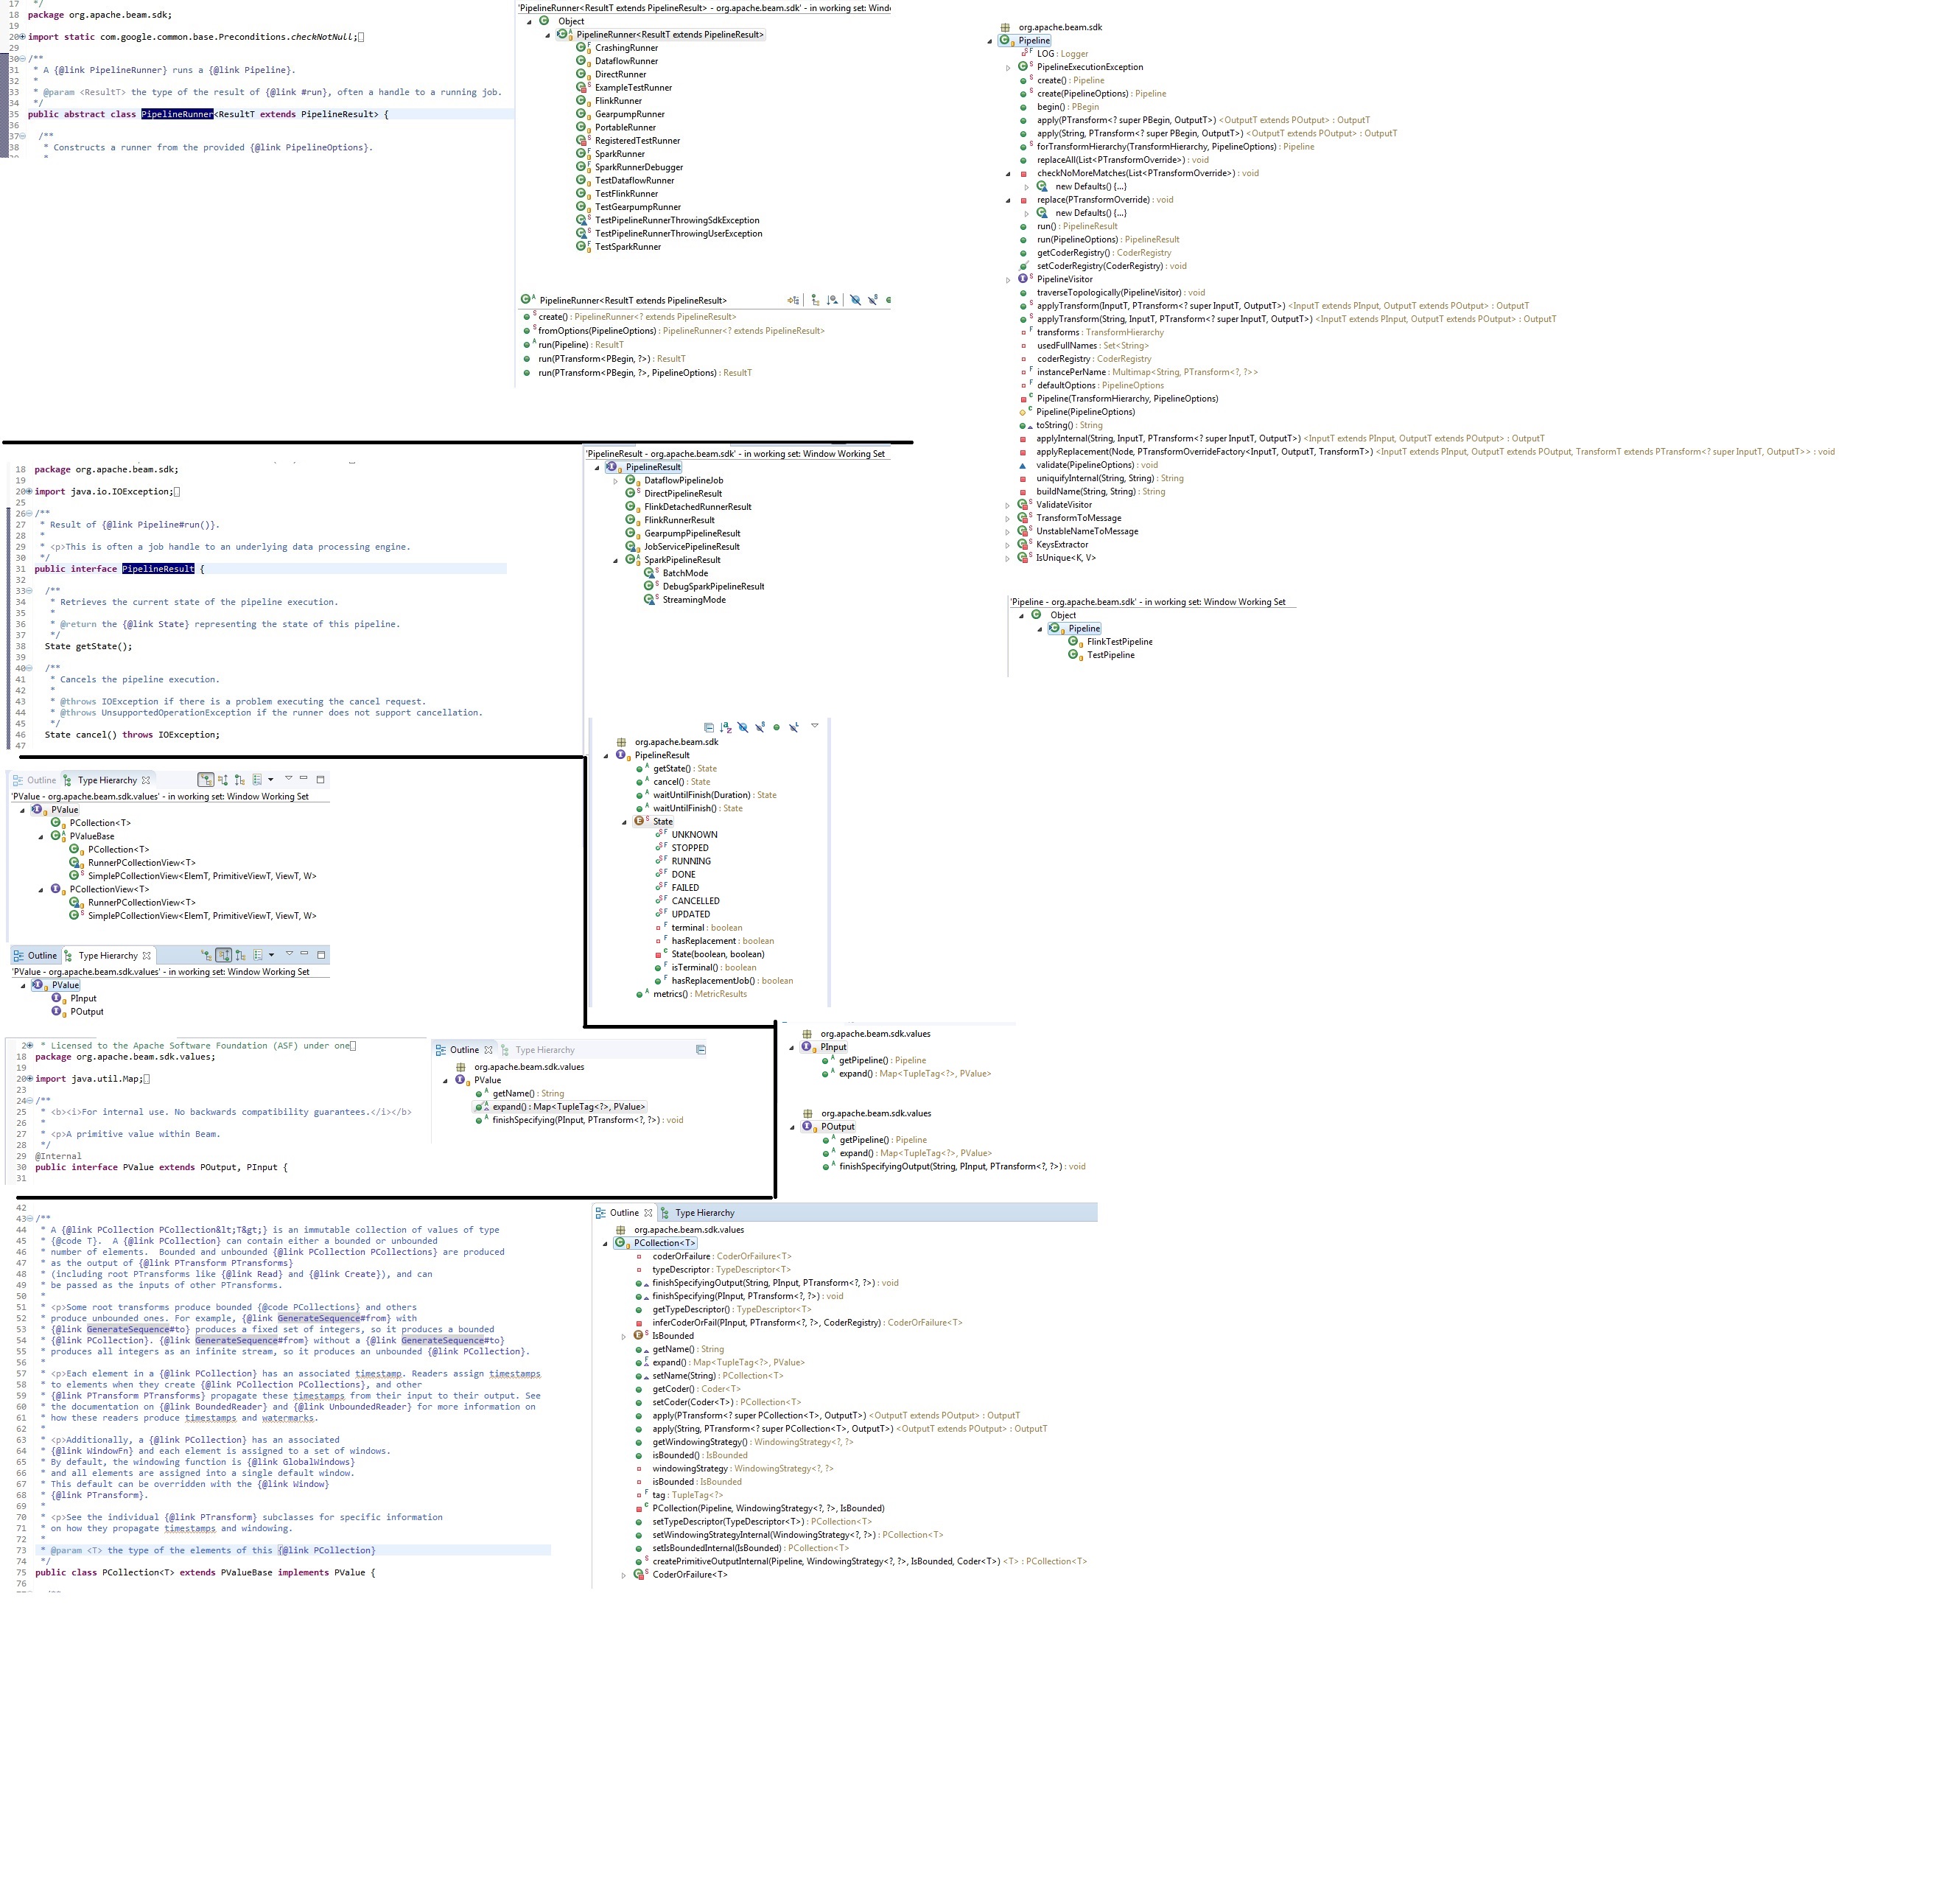 17    */
18  package org.apache.beam.sdk;
19
20  import static com.google.common.base.Preconditions.checkNotNull;
29
30  /**
31   * A {@link PipelineRunner} runs a {@link Pipeline}.
32   *
33   * @param <ResultT> the type of the result of {@link #run}, often a handle to a running job.
34   */
35  public abstract class PipelineRunner<ResultT extends PipelineResult> {
36
37    /**
38     * Constructs a runner from the provided {@link PipelineOptions}.
'PipelineRunner<ResultT extends PipelineResult> - org.apache.beam.sdk' - in working set: Wind
Object
PipelineRunner<ResultT extends PipelineResult>
CrashingRunner
DataflowRunner
DirectRunner
ExampleTestRunner
FlinkRunner
GearpumpRunner
PortableRunner
RegisteredTestRunner
SparkRunner
SparkRunnerDebugger
TestDataflowRunner
TestFlinkRunner
TestGearpumpRunner
TestPipelineRunnerThrowingSdkException
TestPipelineRunnerThrowingUserException
TestSparkRunner
PipelineRunner<ResultT extends PipelineResult>
create() : PipelineRunner<? extends PipelineResult>
fromOptions(PipelineOptions) : PipelineRunner<? extends PipelineResult>
run(Pipeline) : ResultT
run(PTransform<PBegin, ?>) : ResultT
run(PTransform<PBegin, ?>, PipelineOptions) : ResultT
org.apache.beam.sdk
Pipeline
LOG : Logger
PipelineExecutionException
create() : Pipeline
create(PipelineOptions) : Pipeline
begin() : PBegin
apply(PTransform<? super PBegin, OutputT>) <OutputT extends POutput> : OutputT
apply(String, PTransform<? super PBegin, OutputT>) <OutputT extends POutput> : OutputT
forTransformHierarchy(TransformHierarchy, PipelineOptions) : Pipeline
replaceAll(List<PTransformOverride>) : void
checkNoMoreMatches(List<PTransformOverride>) : void
new Defaults() {...}
replace(PTransformOverride) : void
new Defaults() {...}
run() : PipelineResult
run(PipelineOptions) : PipelineResult
getCoderRegistry() : CoderRegistry
setCoderRegistry(CoderRegistry) : void
PipelineVisitor
traverseTopologically(PipelineVisitor) : void
applyTransform(InputT, PTransform<? super InputT, OutputT>) <InputT extends PInput, OutputT extends POutput> : OutputT
applyTransform(String, InputT, PTransform<? super InputT, OutputT>) <InputT extends PInput, OutputT extends POutput> : OutputT
transforms : TransformHierarchy
usedFullNames : Set<String>
coderRegistry : CoderRegistry
instancePerName : Multimap<String, PTransform<?, ?>>
defaultOptions : PipelineOptions
Pipeline(TransformHierarchy, PipelineOptions)
Pipeline(PipelineOptions)
toString() : String
applyInternal(String, InputT, PTransform<? super InputT, OutputT>) <InputT extends PInput, OutputT extends POutput> : OutputT
applyReplacement(Node, PTransformOverrideFactory<InputT, OutputT, TransformT>) <InputT extends PInput, OutputT extends POutput, TransformT extends PTransform<? super InputT, OutputT>> : void
validate(PipelineOptions) : void
uniquifyInternal(String, String) : String
buildName(String, String) : String
ValidateVisitor
TransformToMessage
UnstableNameToMessage
KeysExtractor
IsUnique<K, V>
'Pipeline - org.apache.beam.sdk' - in working set: Window Working Set
Object
Pipeline
FlinkTestPipeline
TestPipeline
18  package org.apache.beam.sdk;
19
20  import java.io.IOException;
25
26  /**
27   * Result of {@link Pipeline#run()}.
28   *
29   * <p>This is often a job handle to an underlying data processing engine.
30   */
31  public interface PipelineResult {
32
33    /**
34     * Retrieves the current state of the pipeline execution.
35     *
36     * @return the {@link State} representing the state of this pipeline.
37     */
38    State getState();
39
40    /**
41     * Cancels the pipeline execution.
42     *
43     * @throws IOException if there is a problem executing the cancel request.
44     * @throws UnsupportedOperationException if the runner does not support cancellation.
45     */
46    State cancel() throws IOException;
47
'PipelineResult - org.apache.beam.sdk' - in working set: Window Working Set
PipelineResult
DataflowPipelineJob
DirectPipelineResult
FlinkDetachedRunnerResult
FlinkRunnerResult
GearpumpPipelineResult
JobServicePipelineResult
SparkPipelineResult
BatchMode
DebugSparkPipelineResult
StreamingMode
org.apache.beam.sdk
PipelineResult
getState() : State
cancel() : State
waitUntilFinish(Duration) : State
waitUntilFinish() : State
State
UNKNOWN
STOPPED
RUNNING
DONE
FAILED
CANCELLED
UPDATED
terminal : boolean
hasReplacement : boolean
State(boolean, boolean)
isTerminal() : boolean
hasReplacementJob() : boolean
metrics() : MetricResults
Outline  Type Hierarchy
'PValue - org.apache.beam.sdk.values' - in working set: Window Working Set
PValue
PCollection<T>
PValueBase
PCollection<T>
RunnerPCollectionView<T>
SimplePCollectionView<ElemT, PrimitiveViewT, ViewT, W>
PCollectionView<T>
RunnerPCollectionView<T>
SimplePCollectionView<ElemT, PrimitiveViewT, ViewT, W>
Outline  Type Hierarchy
'PValue - org.apache.beam.sdk.values' - in working set: Window Working Set
PValue
PInput
POutput
2  * Licensed to the Apache Software Foundation (ASF) under one
18  package org.apache.beam.sdk.values;
19
20  import java.util.Map;
23
24  /**
25   * <b><i>For internal use. No backwards compatibility guarantees.</i></b>
26   *
27   * <p>A primitive value within Beam.
28   */
29  @Internal
30  public interface PValue extends POutput, PInput {
31
Outline  Type Hierarchy
org.apache.beam.sdk.values
PValue
getName() : String
expand() : Map<TupleTag<?>, PValue>
finishSpecifying(PInput, PTransform<?, ?>) : void
org.apache.beam.sdk.values
PInput
getPipeline() : Pipeline
expand() : Map<TupleTag<?>, PValue>
org.apache.beam.sdk.values
POutput
getPipeline() : Pipeline
expand() : Map<TupleTag<?>, PValue>
finishSpecifyingOutput(String, PInput, PTransform<?, ?>) : void
42
43  /**
44   * A {@link PCollection PCollection&lt;T&gt;} is an immutable collection of values of type
45   * {@code T}.  A {@link PCollection} can contain either a bounded or unbounded
46   * number of elements.  Bounded and unbounded {@link PCollection PCollections} are produced
47   * as the output of {@link PTransform PTransforms}
48   * (including root PTransforms like {@link Read} and {@link Create}), and can
49   * be passed as the inputs of other PTransforms.
50   *
51   * <p>Some root transforms produce bounded {@code PCollections} and others
52   * produce unbounded ones. For example, {@link GenerateSequence#from} with
53   * {@link GenerateSequence#to} produces a fixed set of integers, so it produces a bounded
54   * {@link PCollection}. {@link GenerateSequence#from} without a {@link GenerateSequence#to}
55   * produces all integers as an infinite stream, so it produces an unbounded {@link PCollection}.
56   *
57   * <p>Each element in a {@link PCollection} has an associated timestamp. Readers assign timestamps
58   * to elements when they create {@link PCollection PCollections}, and other
59   * {@link PTransform PTransforms} propagate these timestamps from their input to their output. See
60   * the documentation on {@link BoundedReader} and {@link UnboundedReader} for more information on
61   * how these readers produce timestamps and watermarks.
62   *
63   * <p>Additionally, a {@link PCollection} has an associated
64   * {@link WindowFn} and each element is assigned to a set of windows.
65   * By default, the windowing function is {@link GlobalWindows}
66   * and all elements are assigned into a single default window.
67   * This default can be overridden with the {@link Window}
68   * {@link PTransform}.
69   *
70   * <p>See the individual {@link PTransform} subclasses for specific information
71   * on how they propagate timestamps and windowing.
72   *
73   * @param <T> the type of the elements of this {@link PCollection}
74   */
75  public class PCollection<T> extends PValueBase implements PValue {
76
Outline  Type Hierarchy
org.apache.beam.sdk.values
PCollection<T>
coderOrFailure : CoderOrFailure<T>
typeDescriptor : TypeDescriptor<T>
finishSpecifyingOutput(String, PInput, PTransform<?, ?>) : void
finishSpecifying(PInput, PTransform<?, ?>) : void
getTypeDescriptor() : TypeDescriptor<T>
inferCoderOrFail(PInput, PTransform<?, ?>, CoderRegistry) : CoderOrFailure<T>
IsBounded
getName() : String
expand() : Map<TupleTag<?>, PValue>
setName(String) : PCollection<T>
getCoder() : Coder<T>
setCoder(Coder<T>) : PCollection<T>
apply(PTransform<? super PCollection<T>, OutputT>) <OutputT extends POutput> : OutputT
apply(String, PTransform<? super PCollection<T>, OutputT>) <OutputT extends POutput> : OutputT
getWindowingStrategy() : WindowingStrategy<?, ?>
isBounded() : IsBounded
windowingStrategy : WindowingStrategy<?, ?>
isBounded : IsBounded
tag : TupleTag<?>
PCollection(Pipeline, WindowingStrategy<?, ?>, IsBounded)
setTypeDescriptor(TypeDescriptor<T>) : PCollection<T>
setWindowingStrategyInternal(WindowingStrategy<?, ?>) : PCollection<T>
setIsBoundedInternal(IsBounded) : PCollection<T>
createPrimitiveOutputInternal(Pipeline, WindowingStrategy<?, ?>, IsBounded, Coder<T>) <T> : PCollection<T>
CoderOrFailure<T>